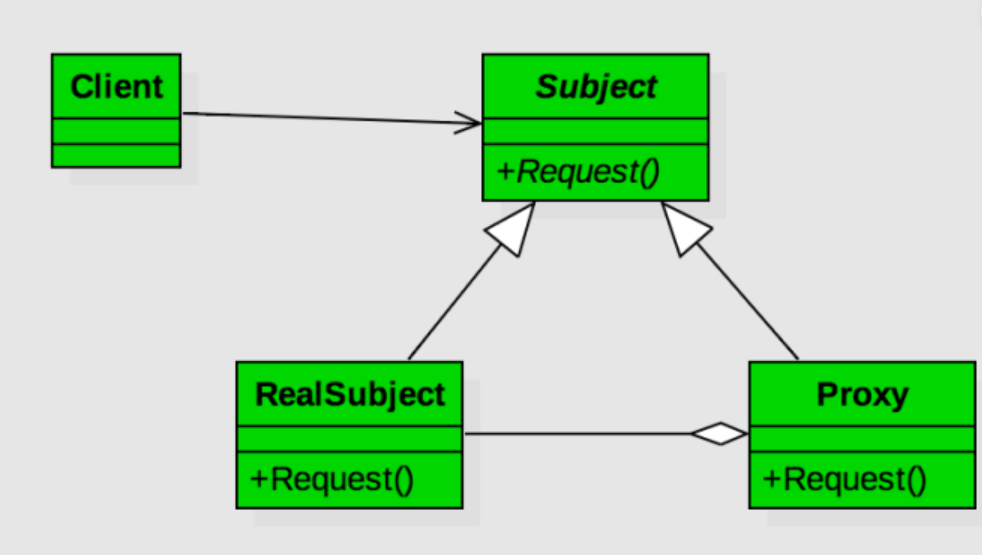 Client
Subject
+Request()
RealSubject
+Request()
Proxy
+Request()